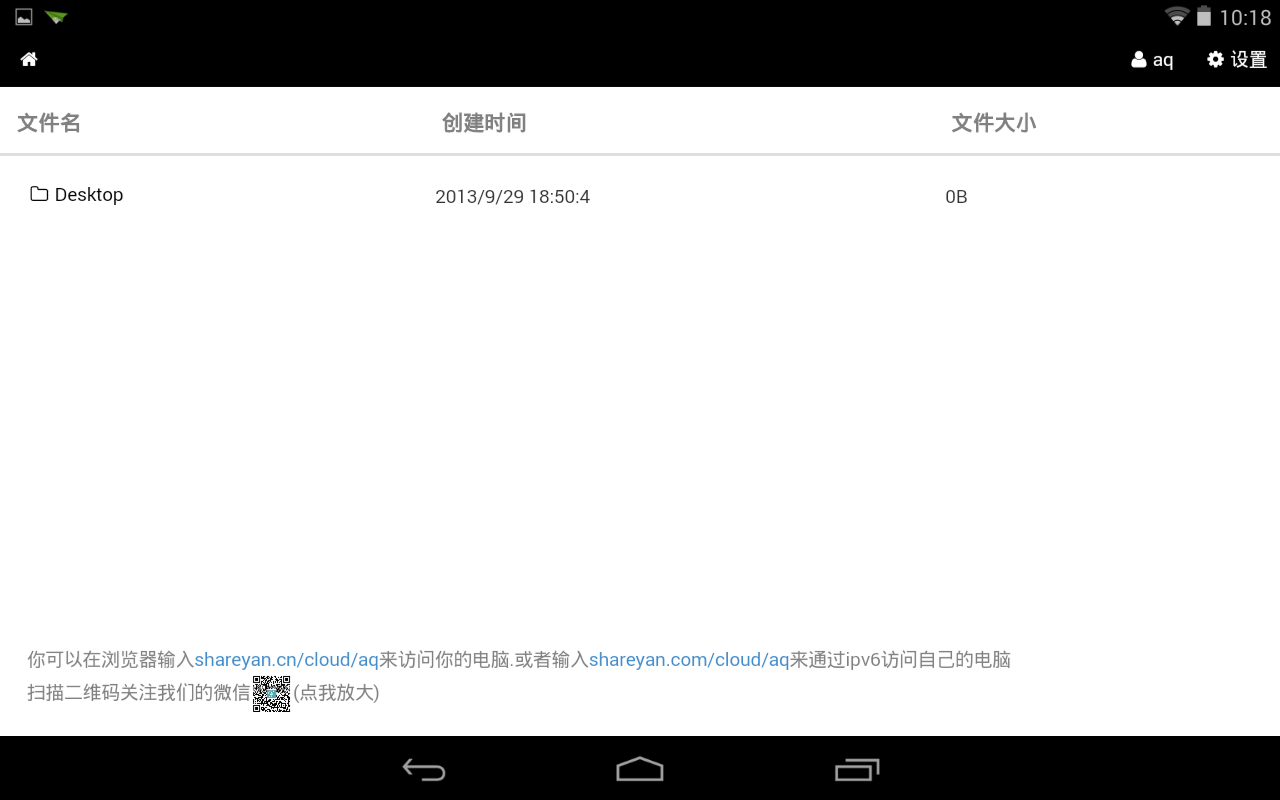 10:18
aq 设置
文件名 创建时间 文件大小
Desktop 2013/9/29 18:50:4 0B
你可以在浏览器输入shareyan.cn/cloud/aq来访问你的电脑.或者输入shareyan.com/cloud/aq来通过ipv6访问自己的电脑
扫描二维码关注我们的微信 (点我放大)